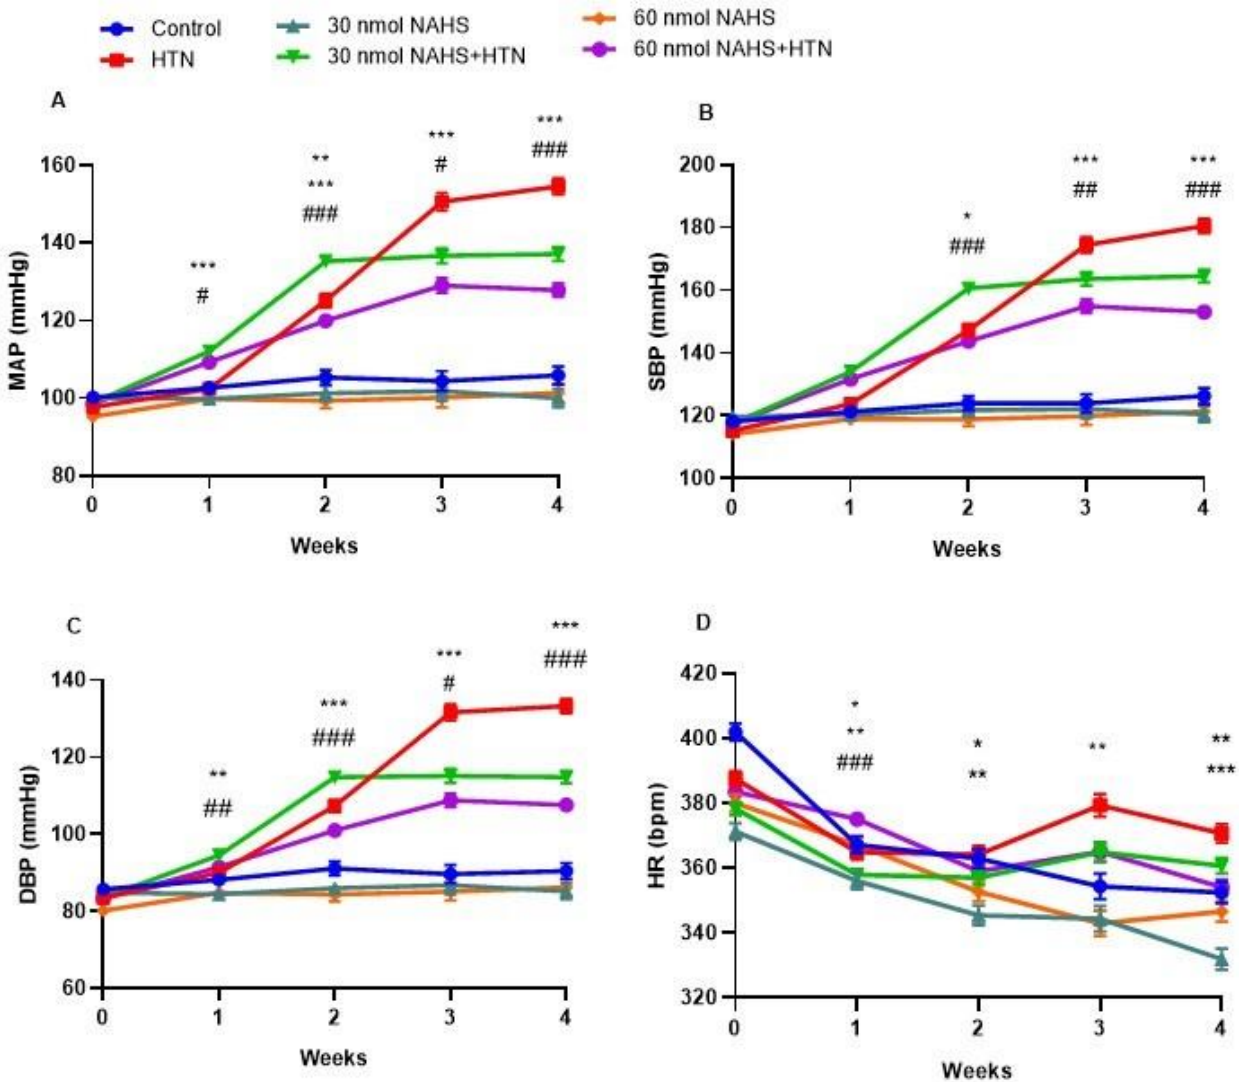 Control
HTN
30 nmol NAHS
30 nmol NAHS+HTN
60 nmol NAHS
60 nmol NAHS+HTN
A
MAP (mmHg)
160
140
120
100
80
***
#
**
***
###
***
#
***
###
0 1 2 3 4
Weeks
B
SBP (mmHg)
200
180
160
140
120
100
*
###
***
##
***
###
0 1 2 3 4
Weeks
C
DBP (mmHg)
140
120
100
80
60
**
##
***
###
***
#
***
###
0 1 2 3 4
Weeks
D
HR (bpm)
420
400
380
360
340
320
*
**
###
*
**
**
**
***
0 1 2 3 4
Weeks